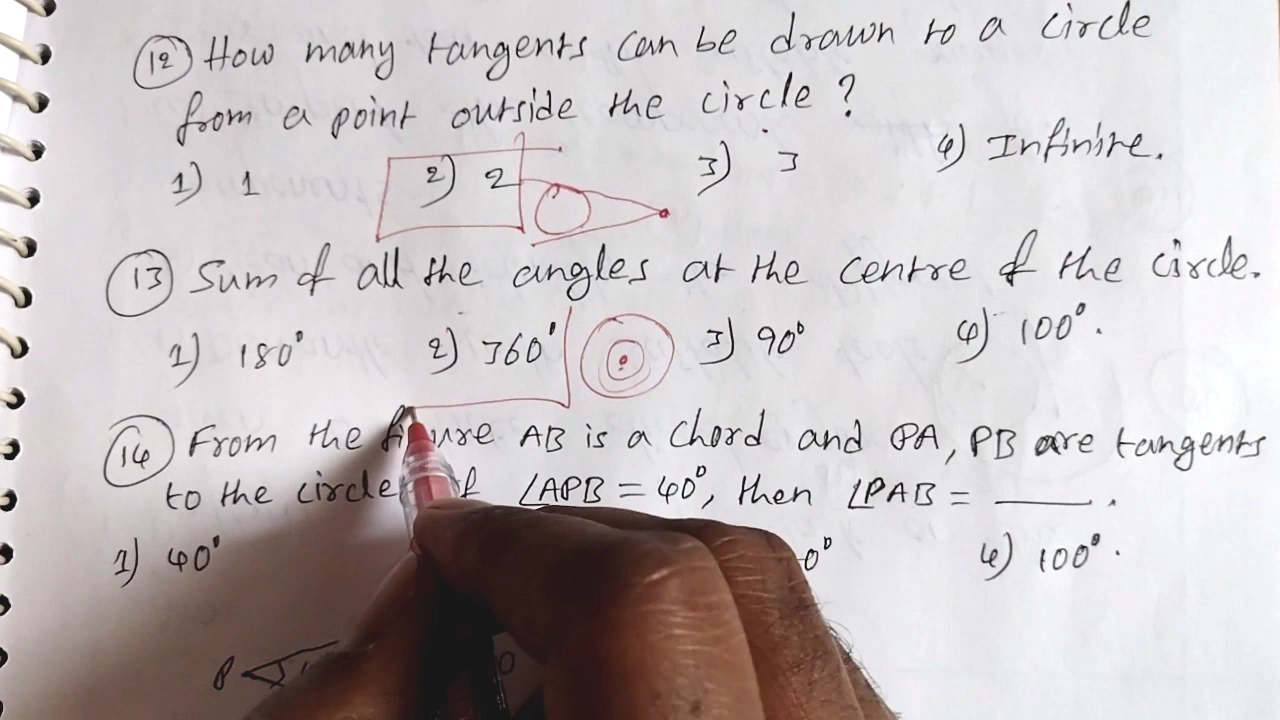 12 How many tangents can be drawn to a circle
from a point outside the circle ?
1) 1 2) 2 3) 3 4) Infinite.
13 Sum of all the angles at the centre of the circle.
1) 180° 2) 360° 3) 90° 4) 100°.
14 From the figure AB is a chord and PA, PB are tangents
to the circle if ∠APB = 40°, then ∠PAB = ______ .
1) 40° 4) 100°.
P